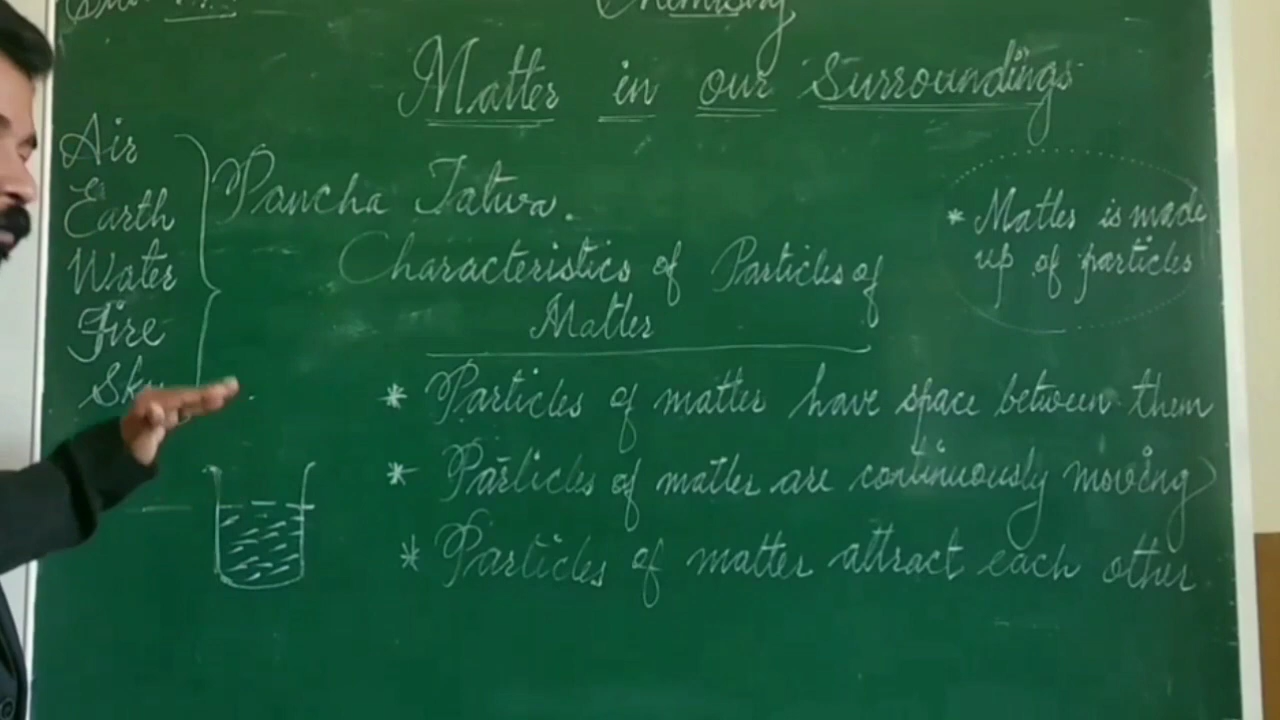 Chemistry
Matter in our Surroundings
Air
Earth
Water
Fire
Sky
Pancha Tatva.
* Matter is made
up of particles
Characteristics of Particles of
Matter
* Particles of matter have space between them
* Particles of matter are continuously moving
* Particles of matter attract each other